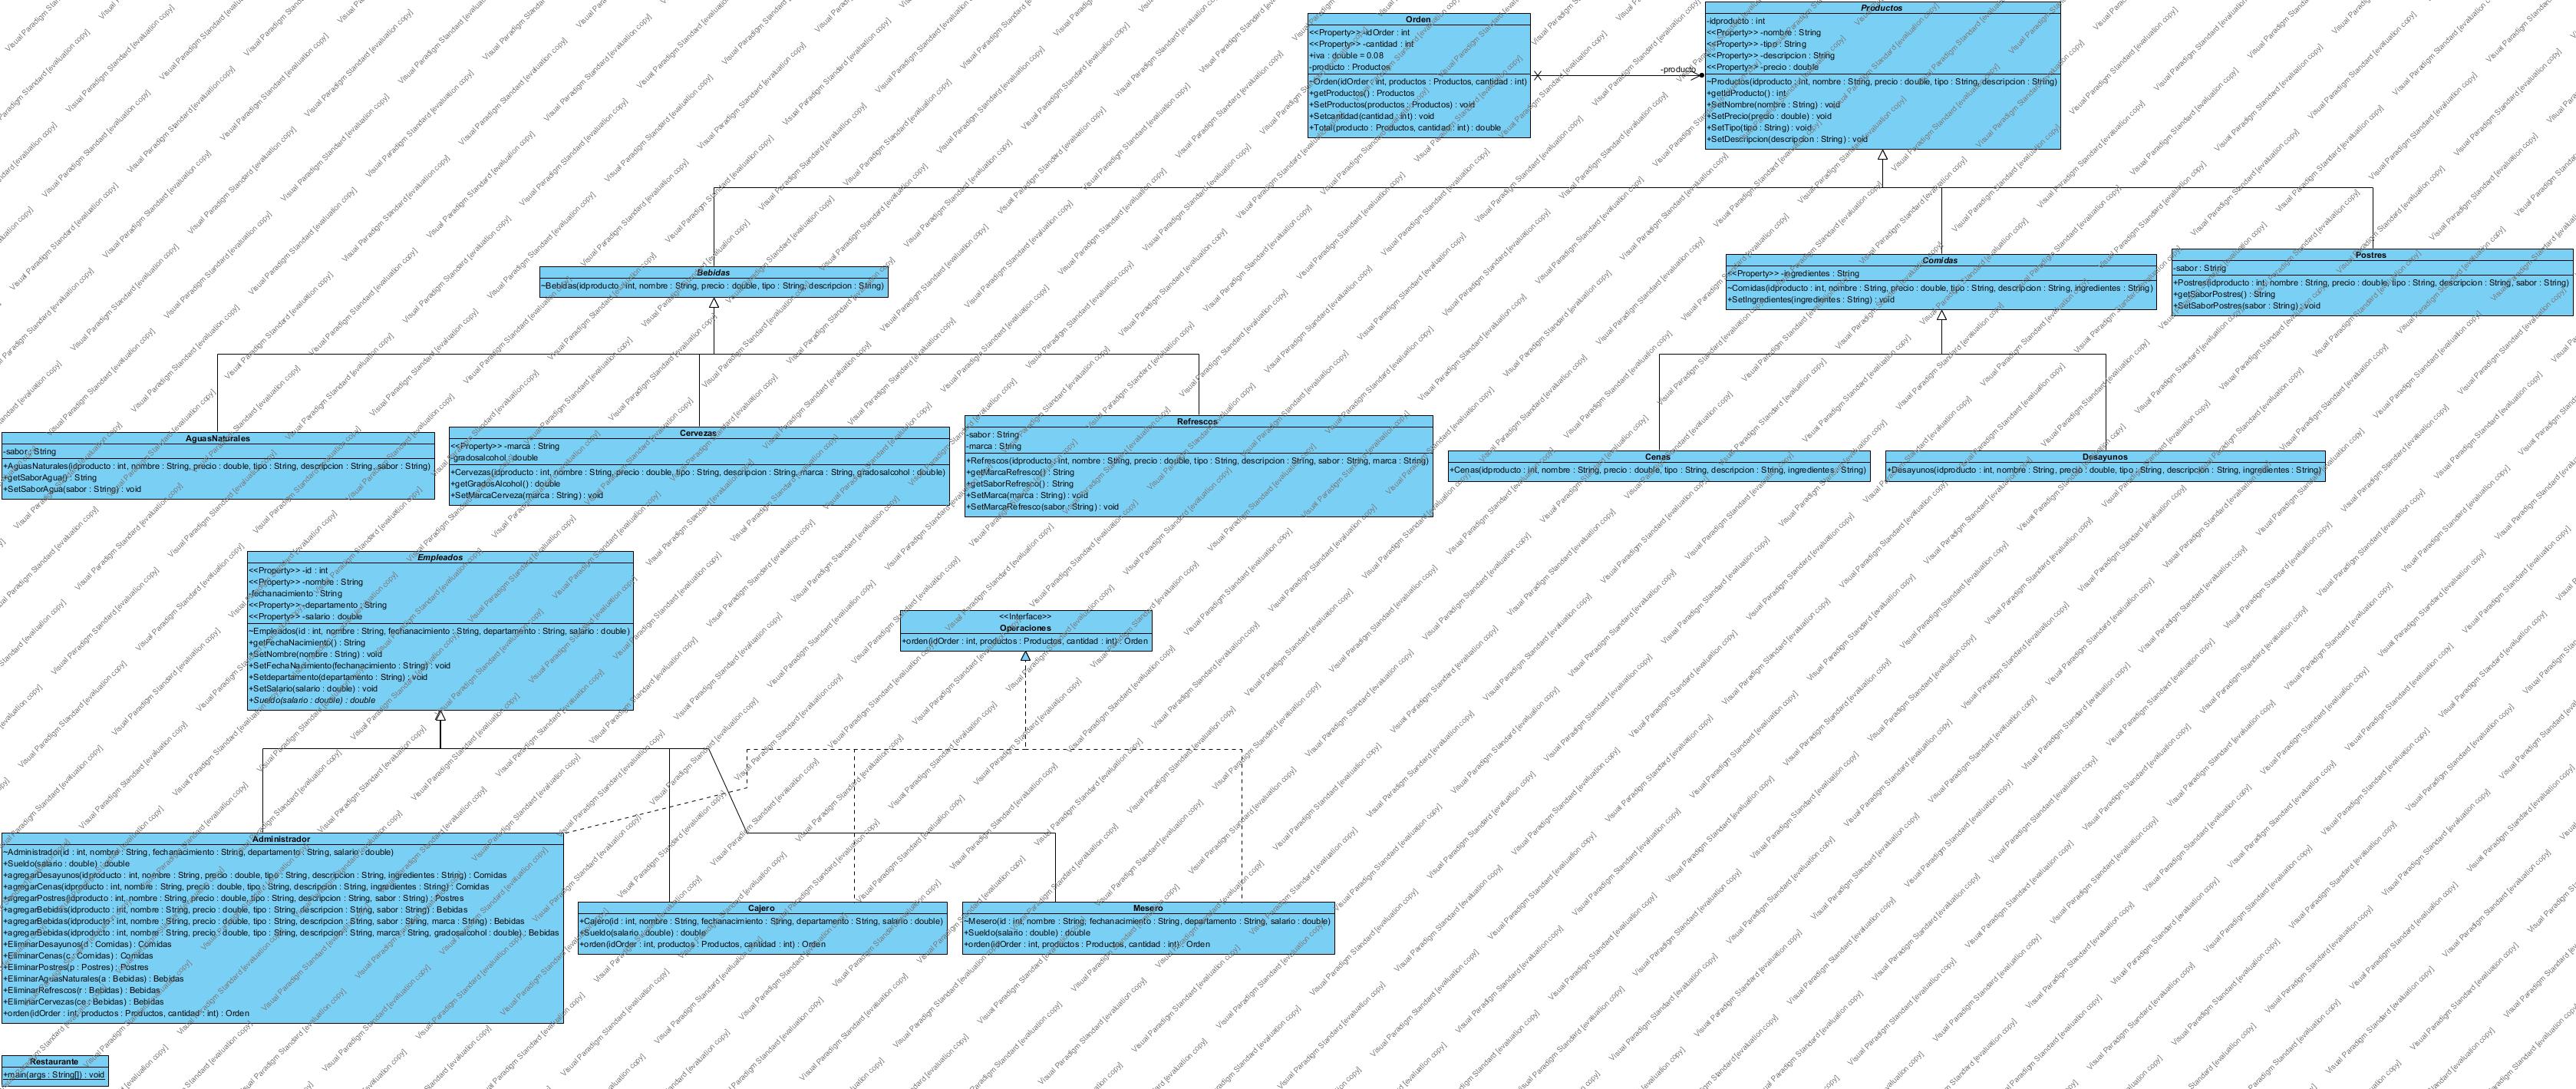 Orden
<<Property>> -idOrder : int
<<Property>> -cantidad : int
+iva : double = 0.08
-producto : Productos
~Orden(idOrder : int, productos : Productos, cantidad : int)
+getProductos() : Productos
+SetProductos(productos : Productos) : void
+Setcantidad(cantidad : int) : void
+Total(producto : Productos, cantidad : int) : double
-producto
Productos
-idproducto : int
<<Property>> -nombre : String
<<Property>> -tipo : String
<<Property>> -descripcion : String
<<Property>> -precio : double
~Productos(idproducto : int, nombre : String, precio : double, tipo : String, descripcion : String)
+getIdProducto() : int
+SetNombre(nombre : String) : void
+SetPrecio(precio : double) : void
+SetTipo(tipo : String) : void
+SetDescripcion(descripcion : String) : void
Bebidas
~Bebidas(idproducto : int, nombre : String, precio : double, tipo : String, descripcion : String)
Comidas
<<Property>> -ingredientes : String
~Comidas(idproducto : int, nombre : String, precio : double, tipo : String, descripcion : String, ingredientes : String)
+SetIngredientes(ingredientes : String) : void
Postres
-sabor : String
+Postres(idproducto : int, nombre : String, precio : double, tipo : String, descripcion : String, sabor : String)
+getSaborPostres() : String
+SetSaborPostres(sabor : String) : void
AguasNaturales
-sabor : String
+AguasNaturales(idproducto : int, nombre : String, precio : double, tipo : String, descripcion : String, sabor : String)
+getSaborAgua() : String
+SetSaborAgua(sabor : String) : void
Cervezas
<<Property>> -marca : String
-gradosalcohol : double
+Cervezas(idproducto : int, nombre : String, precio : double, tipo : String, descripcion : String, marca : String, gradosalcohol : double)
+getGradosAlcohol() : double
+SetMarcaCerveza(marca : String) : void
Refrescos
-sabor : String
-marca : String
+Refrescos(idproducto : int, nombre : String, precio : double, tipo : String, descripcion : String, sabor : String, marca : String)
+getMarcaRefresco() : String
+getSaborRefresco() : String
+SetMarca(marca : String) : void
+SetMarcaRefresco(sabor : String) : void
Cenas
+Cenas(idproducto : int, nombre : String, precio : double, tipo : String, descripcion : String, ingredientes : String)
Dsayunos
+Desayunos(idproducto : int, nombre : String, precio : double, tipo : String, descripcion : String, ingredientes : String)
Empleados
<<Property>> -id : int
<<Property>> -nombre : String
-fechanacimiento : String
<<Property>> -departamento : String
<<Property>> -salario : double
~Empleados(id : int, nombre : String, fechanacimiento : String, departamento : String, salario : double)
+getFechaNacimiento() : String
+SetNombre(nombre : String) : void
+SetFechaNacimiento(fechanacimiento : String) : void
+Setdepartamento(departamento : String) : void
+SetSalario(salario : double) : void
+Sueldo(salario : double) : double
<<Interface>>
Operaciones
+orden(idOrder : int, productos : Productos, cantidad : int) : Orden
Administrador
~Administrador(id : int, nombre : String, fechanacimiento : String, departamento : String, salario : double)
+Sueldo(salario : double) : double
+agregarDesayunos(idproducto : int, nombre : String, precio : double, tipo : String, descripcion : String, ingredientes : String) : Comidas
+agregarCenas(idproducto : int, nombre : String, precio : double, tipo : String, descripcion : String, ingredientes : String) : Comidas
+agregarPostres(idproducto : int, nombre : String, precio : double, tipo : String, descripcion : String, sabor : String) : Postres
+agregarBebidas(idproducto : int, nombre : String, precio : double, tipo : String, descripcion : String, sabor : String) : Bebidas
+agregarBebidas(idproducto : int, nombre : String, precio : double, tipo : String, descripcion : String, sabor : String, marca : String) : Bebidas
+agregarBebidas(idproducto : int, nombre : String, precio : double, tipo : String, descripcion : String, marca : String, gradosalcohol : double) : Bebidas
+EliminarDesayunos(d : Comidas) : Comidas
+EliminarCenas(c : Comidas) : Comidas
+EliminarPostres(p : Postres) : Postres
+EliminarAguasNaturales(a : Bebidas) : Bebidas
+EliminarRefrescos(r : Bebidas) : Bebidas
+EliminarCervezas(ce : Bebidas) : Bebidas
+orden(idOrder : int, productos : Productos, cantidad : int) : Orden
Cajero
+Cajero(id : int, nombre : String, fechanacimiento : String, departamento : String, salario : double)
+Sueldo(salario : double) : double
+orden(idOrder : int, productos : Productos, cantidad : int) : Orden
Mesero
~Mesero(id : int, nombre : String, fechanacimiento : String, departamento : String, salario : double)
+Sueldo(salario : double) : double
+orden(idOrder : int, productos : Productos, cantidad : int) : Orden
Restaurante
+main(args : String[]) : void
Visual Paradigm Standard [evaluation copy]